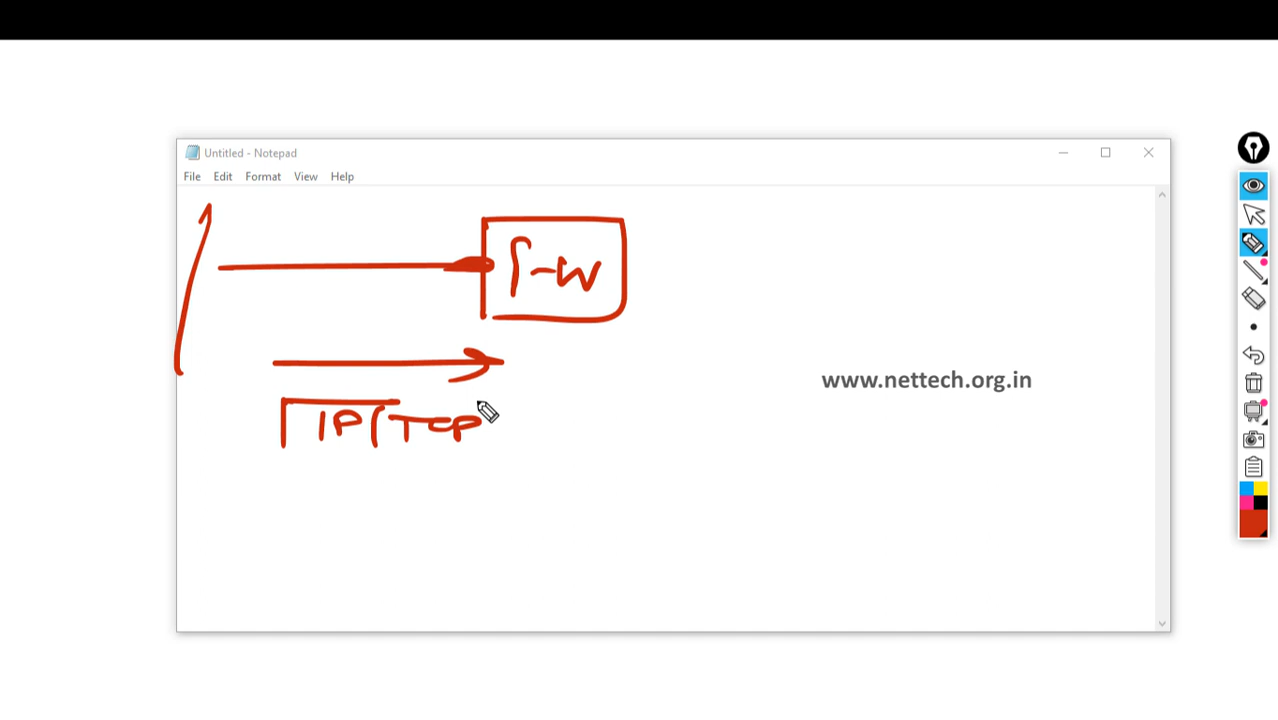 Untitled - Notepad
File Edit Format View Help
f-W
www.nettech.org.in
IP TCP